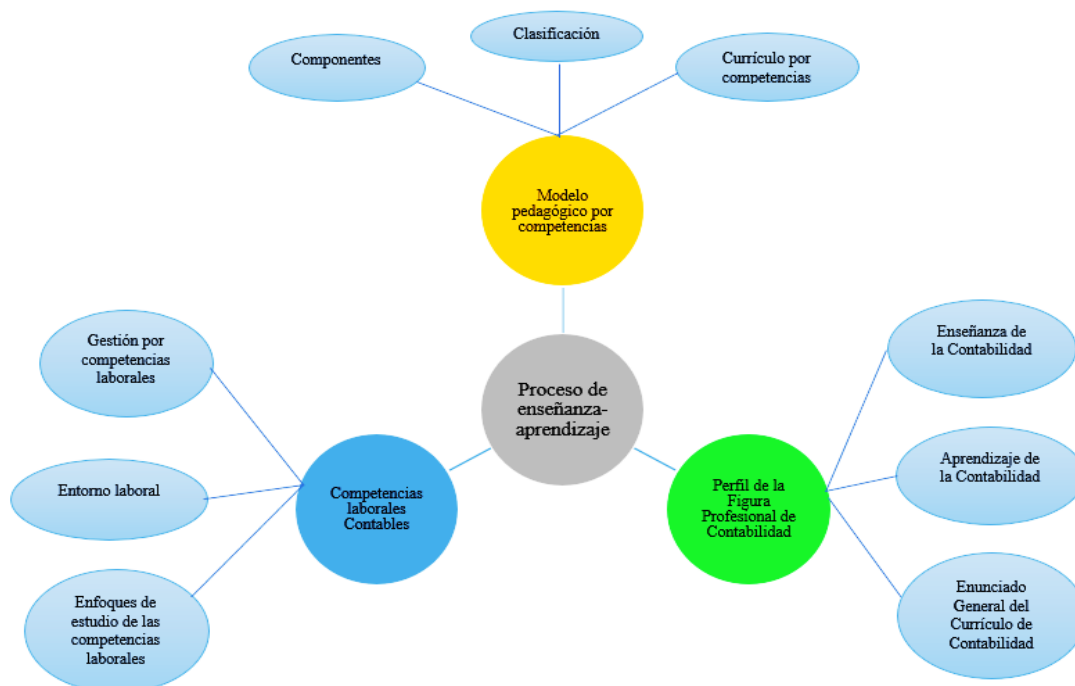 Clasificación
Componentes
Currículo por
competencias
Modelo
pedagógico por
competencias
Gestión por
competencias
laborales
Enseñanza de
la Contabilidad
Proceso de
enseñanza-
aprendizaje
Entorno laboral
Competencias
laborales
Contables
Perfil de la
Figura
Profesional de
Contabilidad
Aprendizaje de
la Contabilidad
Enfoques de
estudio de las
competencias
laborales
Enunciado
General del
Currículo de
Contabilidad